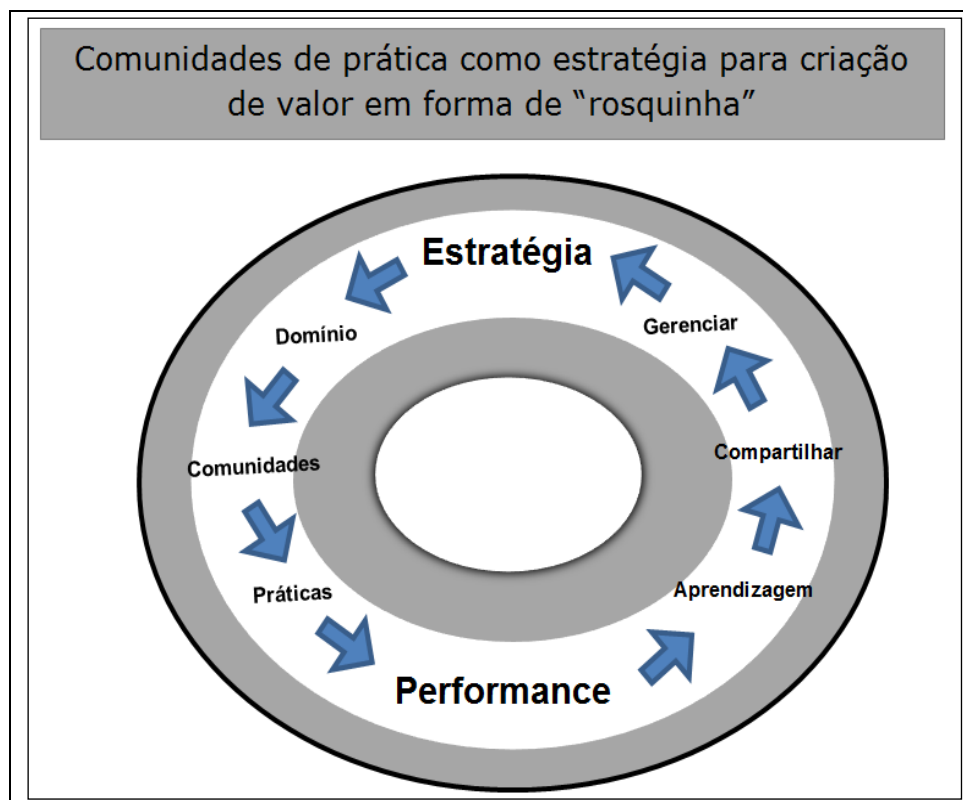 Comunidades de prática como estratégia para criação
de valor em forma de “rosquinha”
Estratégia
Domínio
Comunidades
Práticas
Performance
Aprendizagem
Compartilhar
Gerenciar